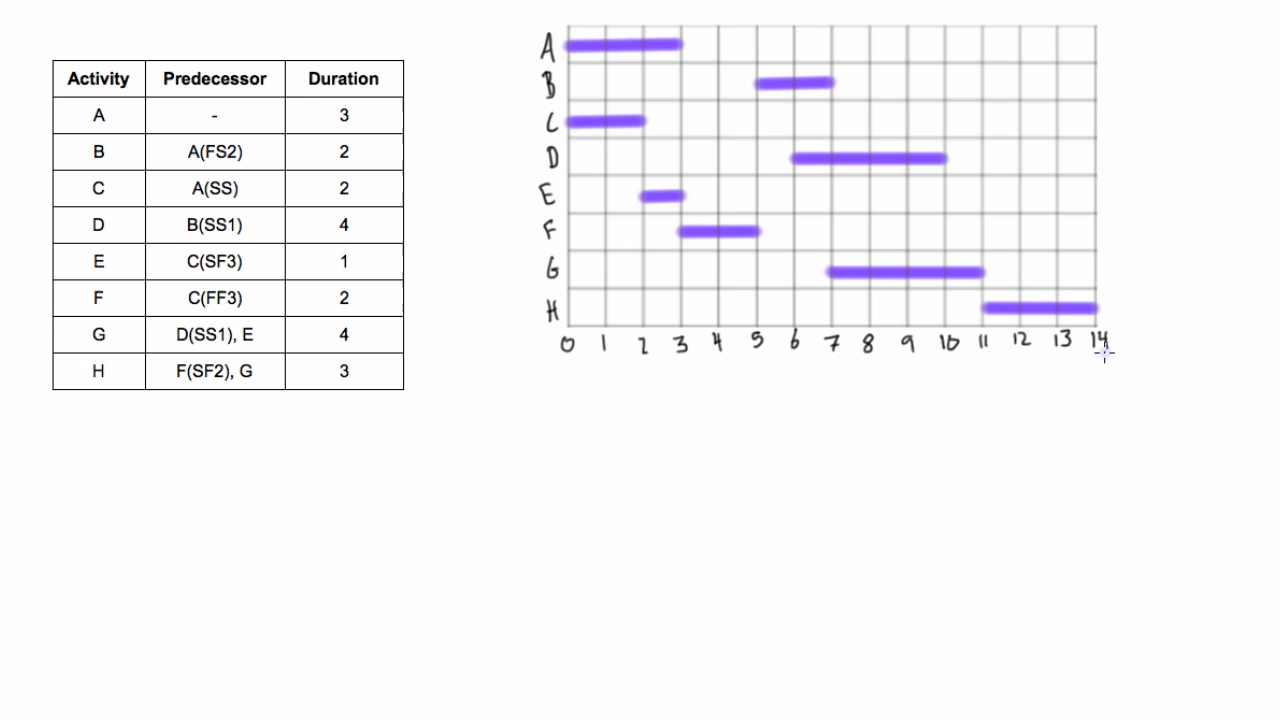 Activity Predecessor Duration
A - 3
B A(FS2) 2
C A(SS) 2
D B(SS1) 4
E C(SF3) 1
F C(FF3) 2
G D(SS1), E 4
H F(SF2), G 3
A
B
C
D
E
F
G
H
0 1 2 3 4 5 6 7 8 9 10 11 12 13 14